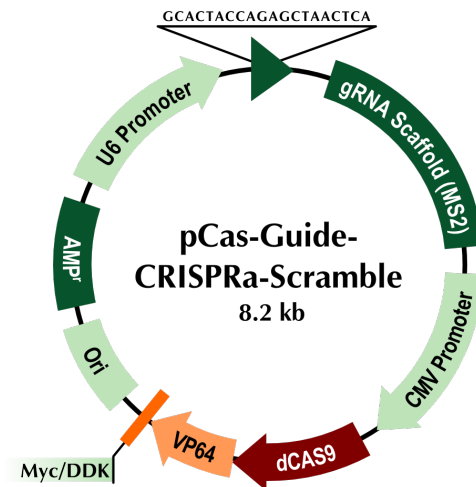 GCACTACCAGAGCTAACTCA
U6 Promoter
gRNA Scaffold (MS2)
AMPr
pCas-Guide-
CRISPRa-Scramble
8.2 kb
Ori
CMV Promoter
VP64
dCAS9
Myc/DDK